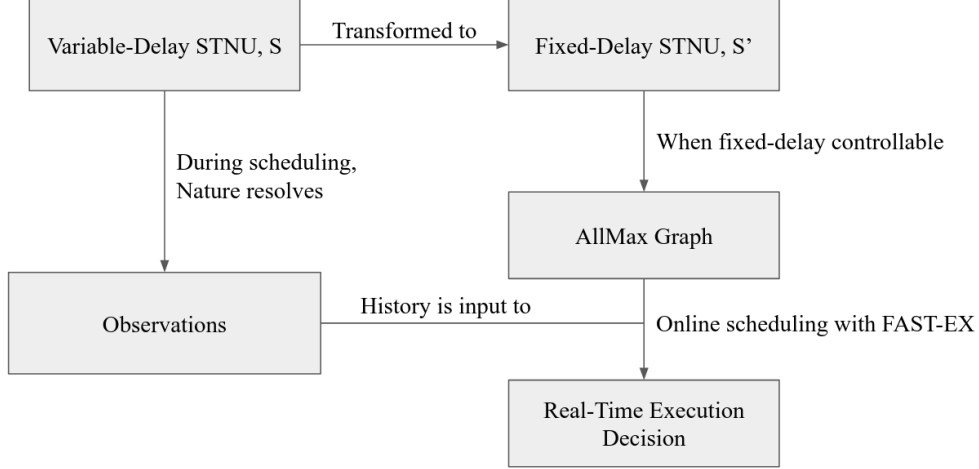 Variable-Delay STNU, S
Transformed to
Fixed-Delay STNU, S’
During scheduling,
Nature resolves
When fixed-delay controllable
AllMax Graph
Observations
History is input to
Online scheduling with FAST-EX
Real-Time Execution
Decision